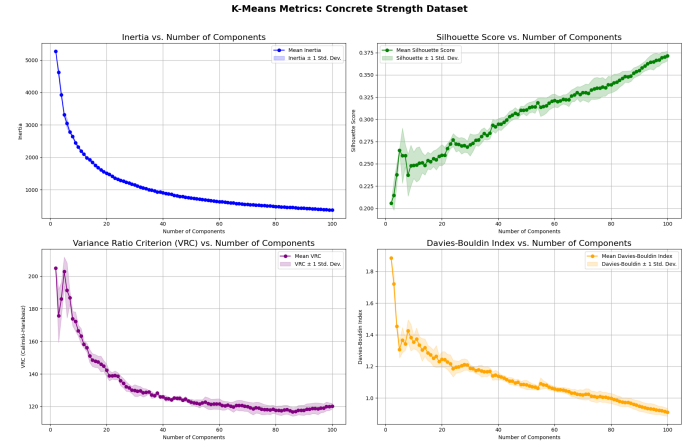 K-Means Metrics: Concrete Strength Dataset
Inertia vs. Number of Components
Mean Inertia
Inertia ± 1 Std. Dev.
Inertia
5000
4000
3000
2000
1000
0 20 40 60 80 100
Number of Components
Silhouette Score vs. Number of Components
Mean Silhouette Score
Silhouette ± 1 Std. Dev.
Silhouette Score
0.375
0.350
0.325
0.300
0.275
0.250
0.225
0.200
0 20 40 60 80 100
Number of Components
Variance Ratio Criterion (VRC) vs. Number of Components
Mean VRC
VRC ± 1 Std. Dev.
VRC (Calinski-Harabasz)
200
180
160
140
120
0 20 40 60 80 100
Number of Components
Davies-Bouldin Index vs. Number of Components
Mean Davies-Bouldin Index
Davies-Bouldin ± 1 Std. Dev.
Davies-Bouldin Index
1.8
1.6
1.4
1.2
1.0
0 20 40 60 80 100
Number of Components